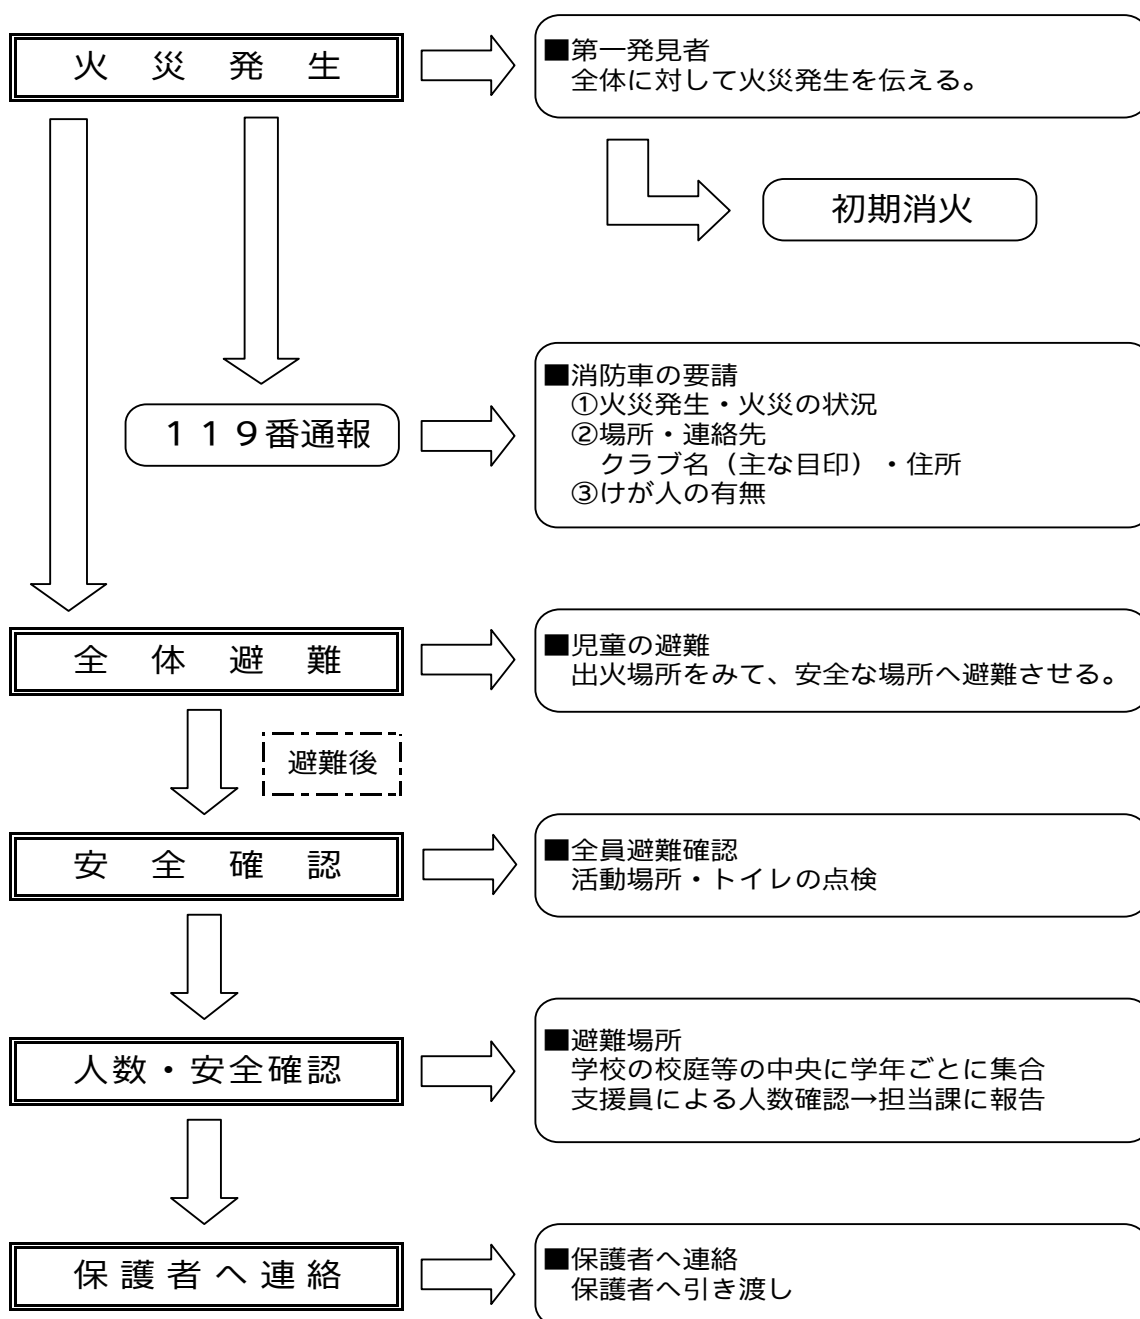 火災発生
■第一発見者
全体に対して火災発生を伝える。
初期消火
１１９番通報
■消防車の要請
①火災発生・火災の状況
②場所・連絡先
クラブ名（主な目印）・住所
③けが人の有無
全体避難
■児童の避難
出火場所をみて、安全な場所へ避難させる。
避難後
安全確認
■全員避難確認
活動場所・トイレの点検
人数・安全確認
■避難場所
学校の校庭等の中央に学年ごとに集合
支援員による人数確認→担当課に報告
保護者へ連絡
■保護者へ連絡
保護者へ引き渡し